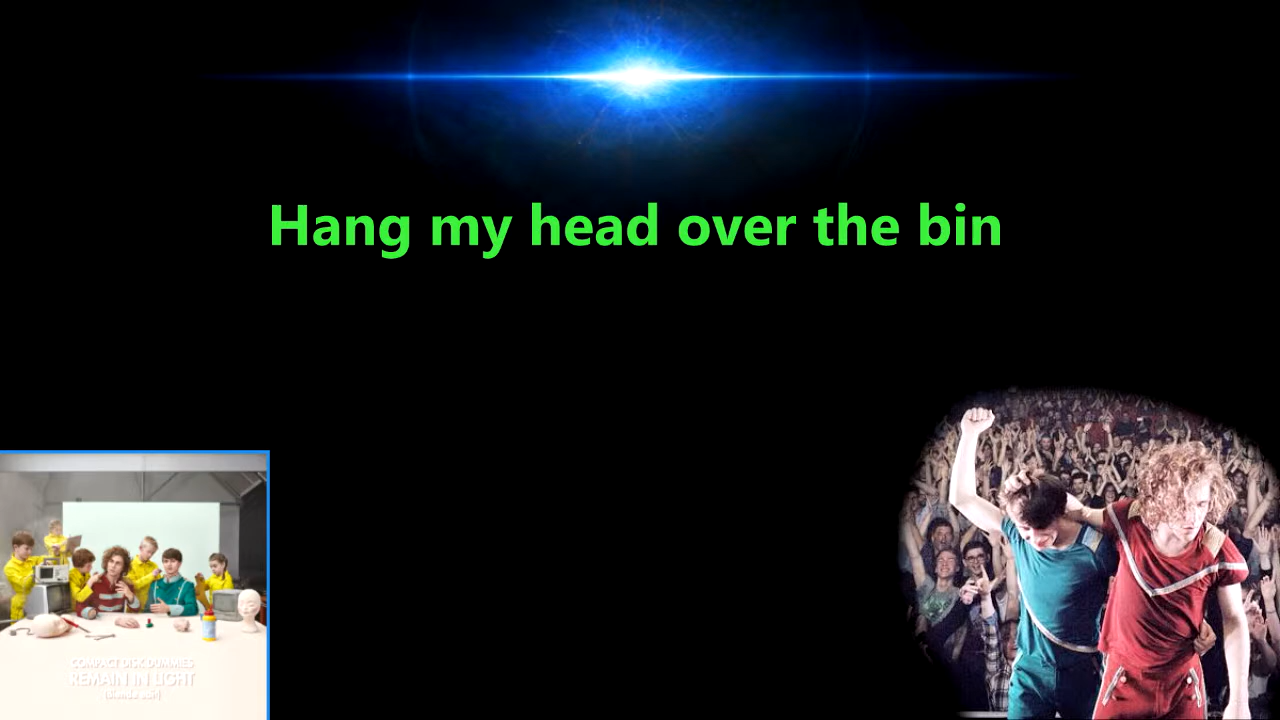 Hang my head over the bin
COMPACT DISK DUMMIES
REMAIN IN LIGHT